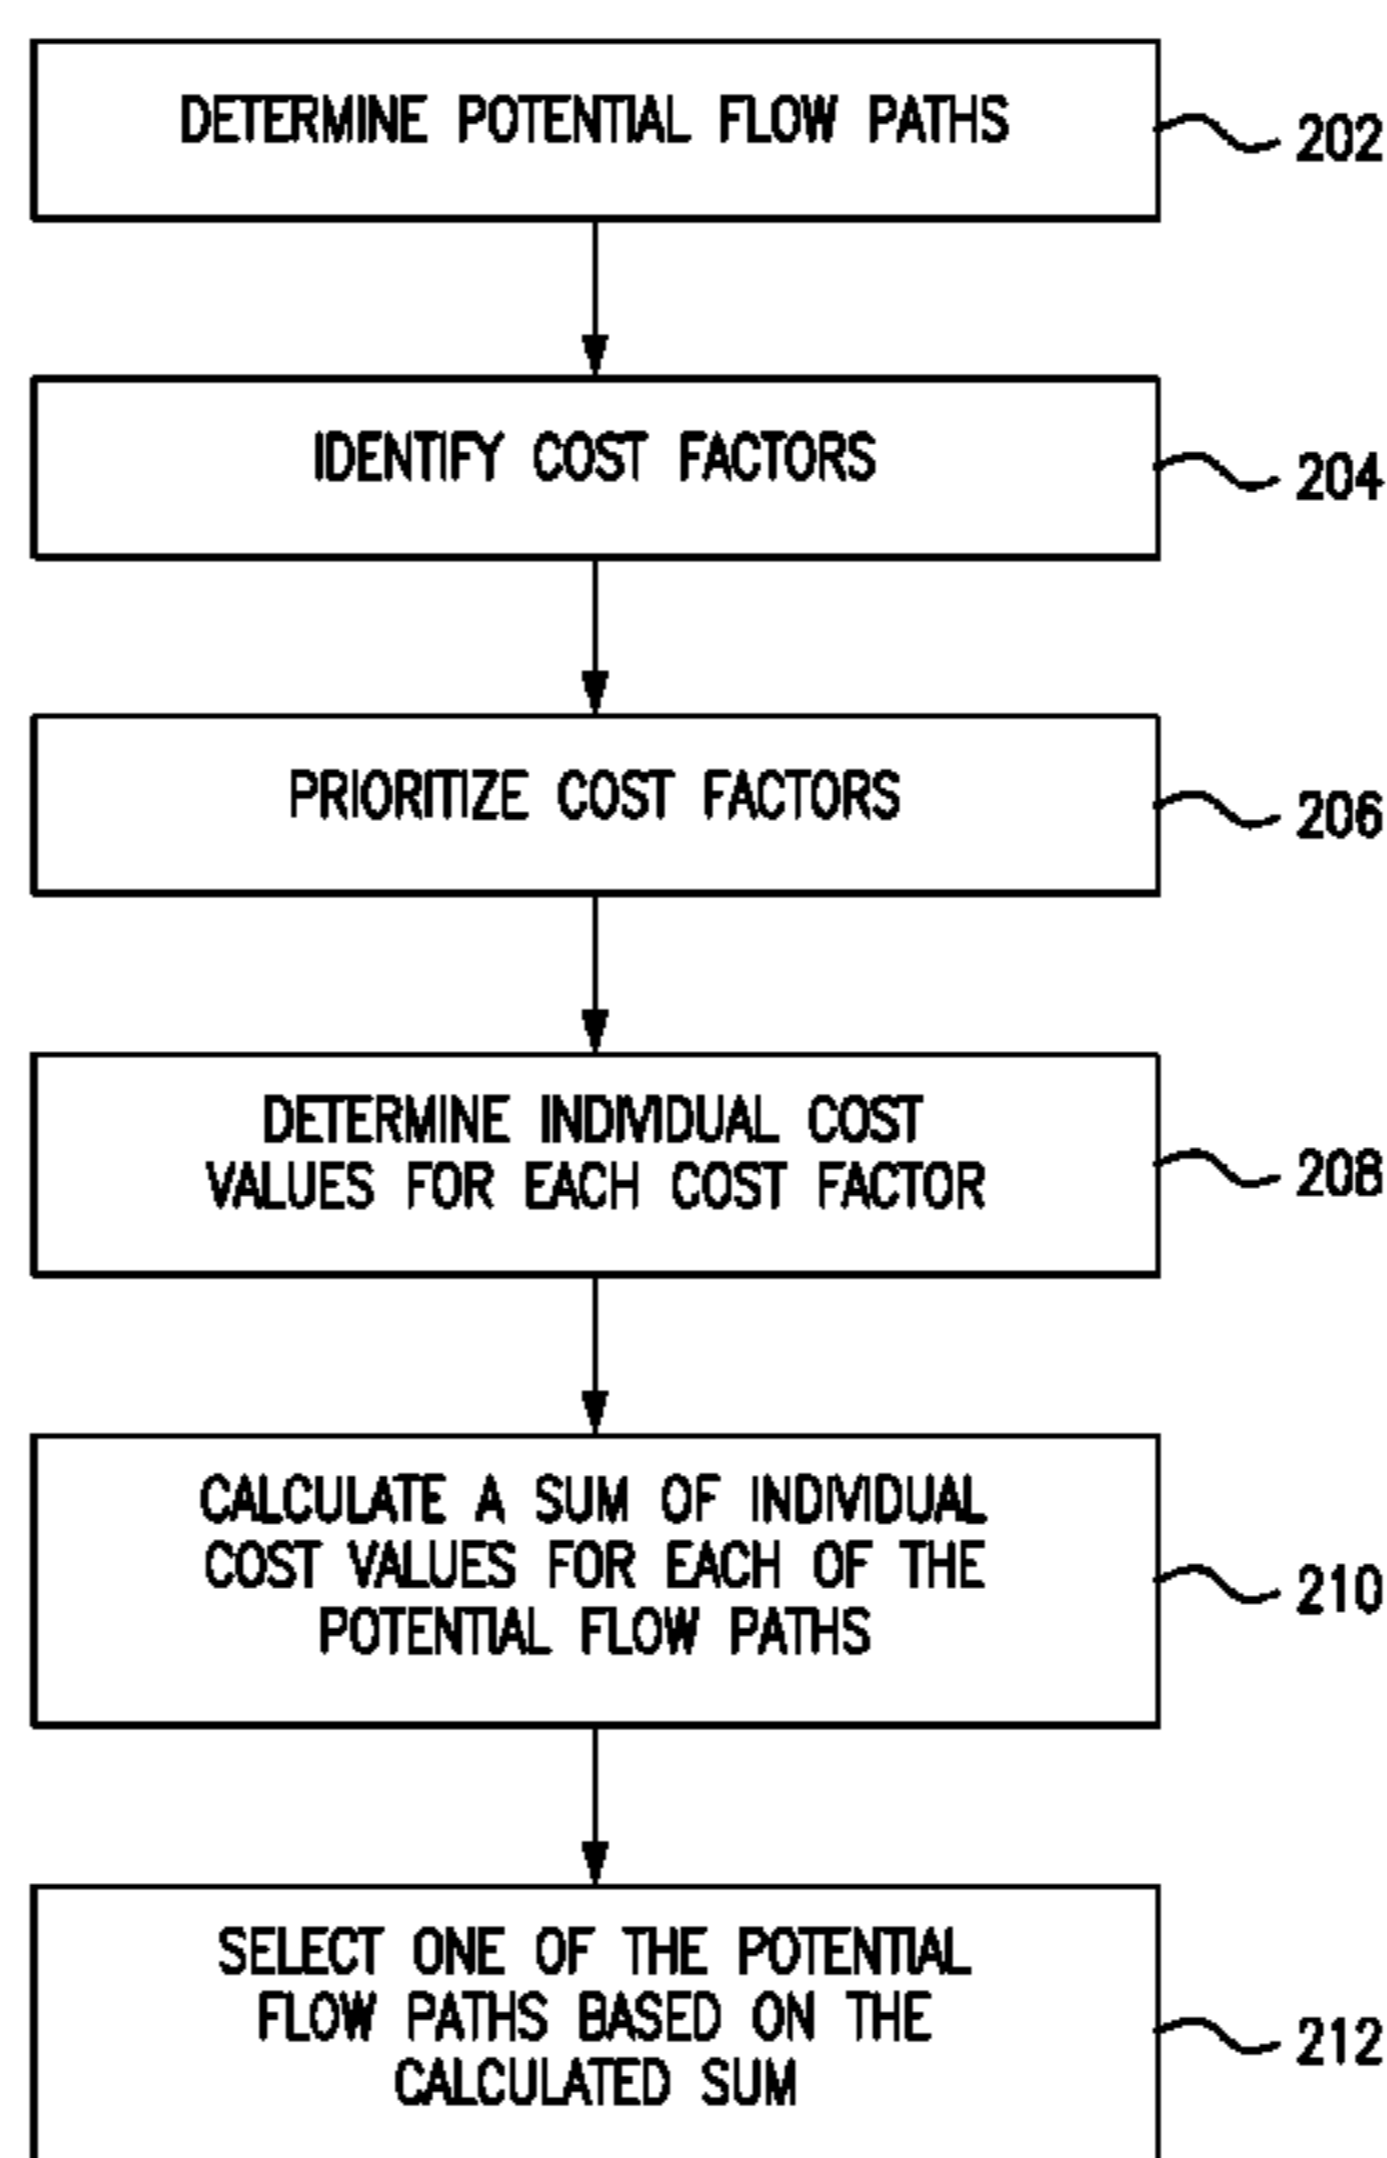 DETERMINE POTENTIAL FLOW PATHS
202
IDENTIFY COST FACTORS
204
PRIORITIZE COST FACTORS
206
DETERMINE INDIVIDUAL COST
VALUES FOR EACH COST FACTOR
208
CALCULATE A SUM OF INDIVIDUAL
COST VALUES FOR EACH OF THE
POTENTIAL FLOW PATHS
210
SELECT ONE OF THE POTENTIAL
FLOW PATHS BASED ON THE
CALCULATED SUM
212